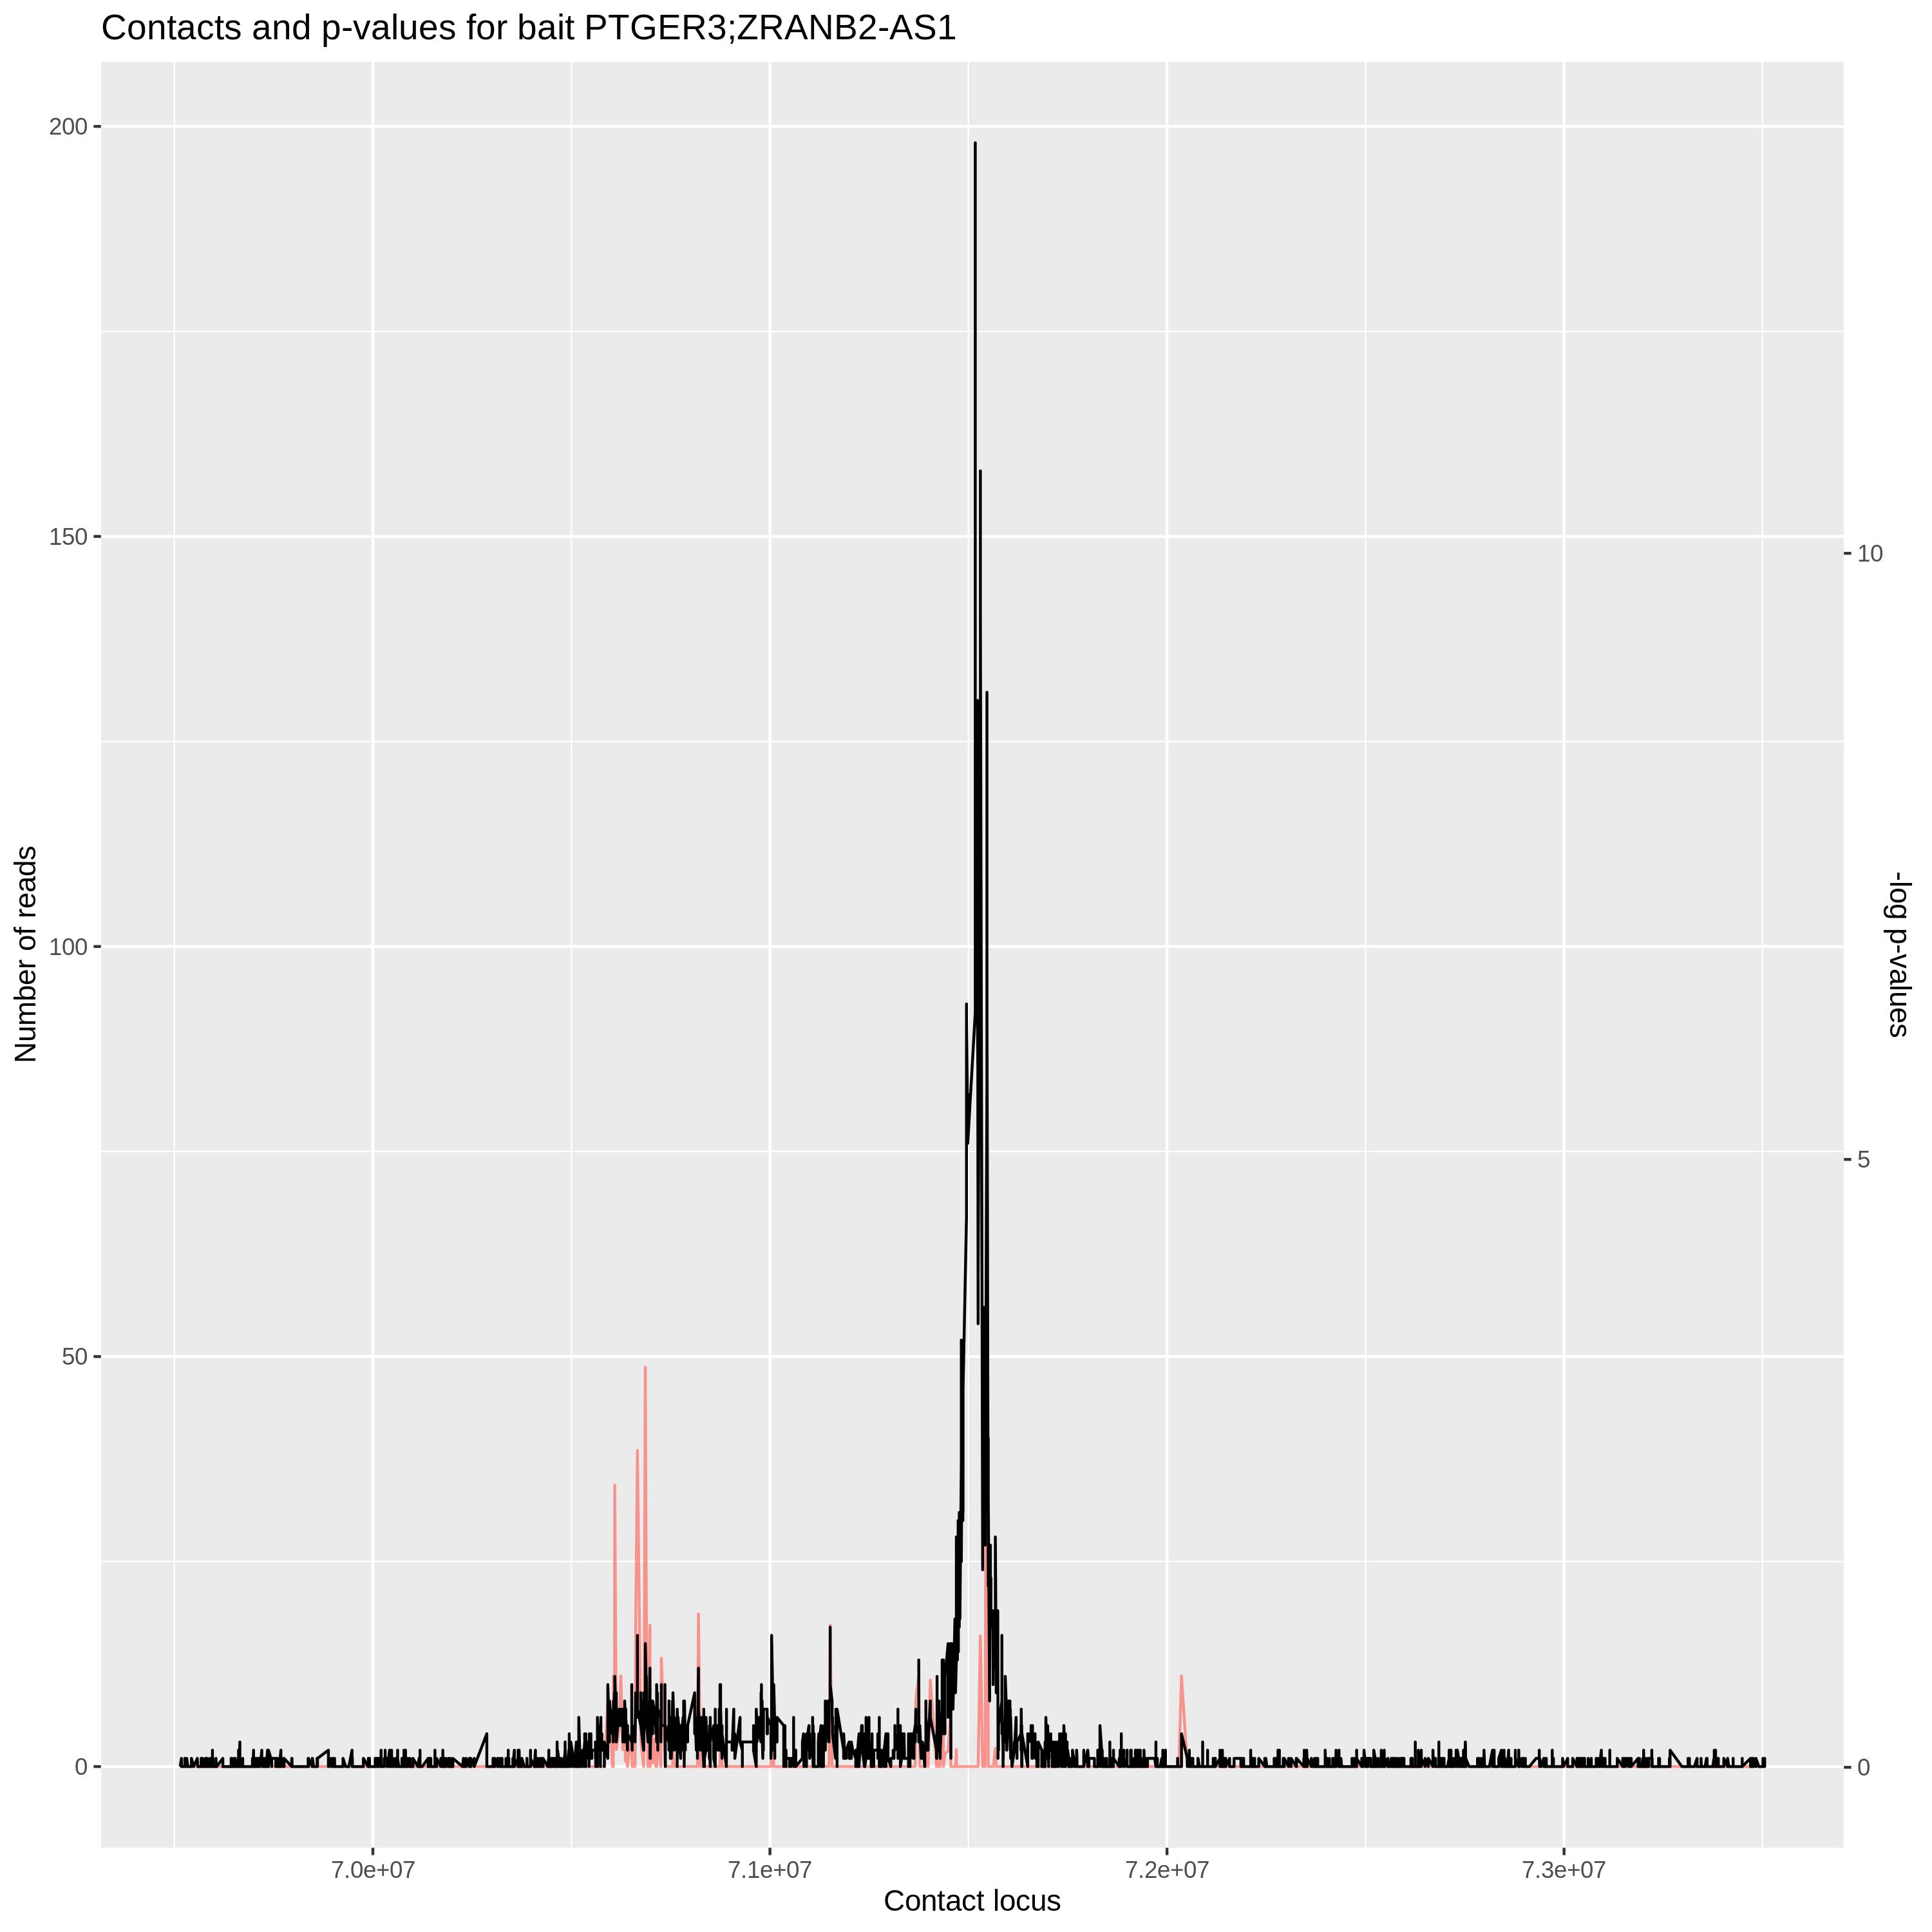 Contacts and p-values for bait PTGER3;ZRANB2-AS1
200
150
100
50
0
Number of reads
10
5
0
-log p-values
7.0e+07
7.1e+07
7.2e+07
7.3e+07
Contact locus